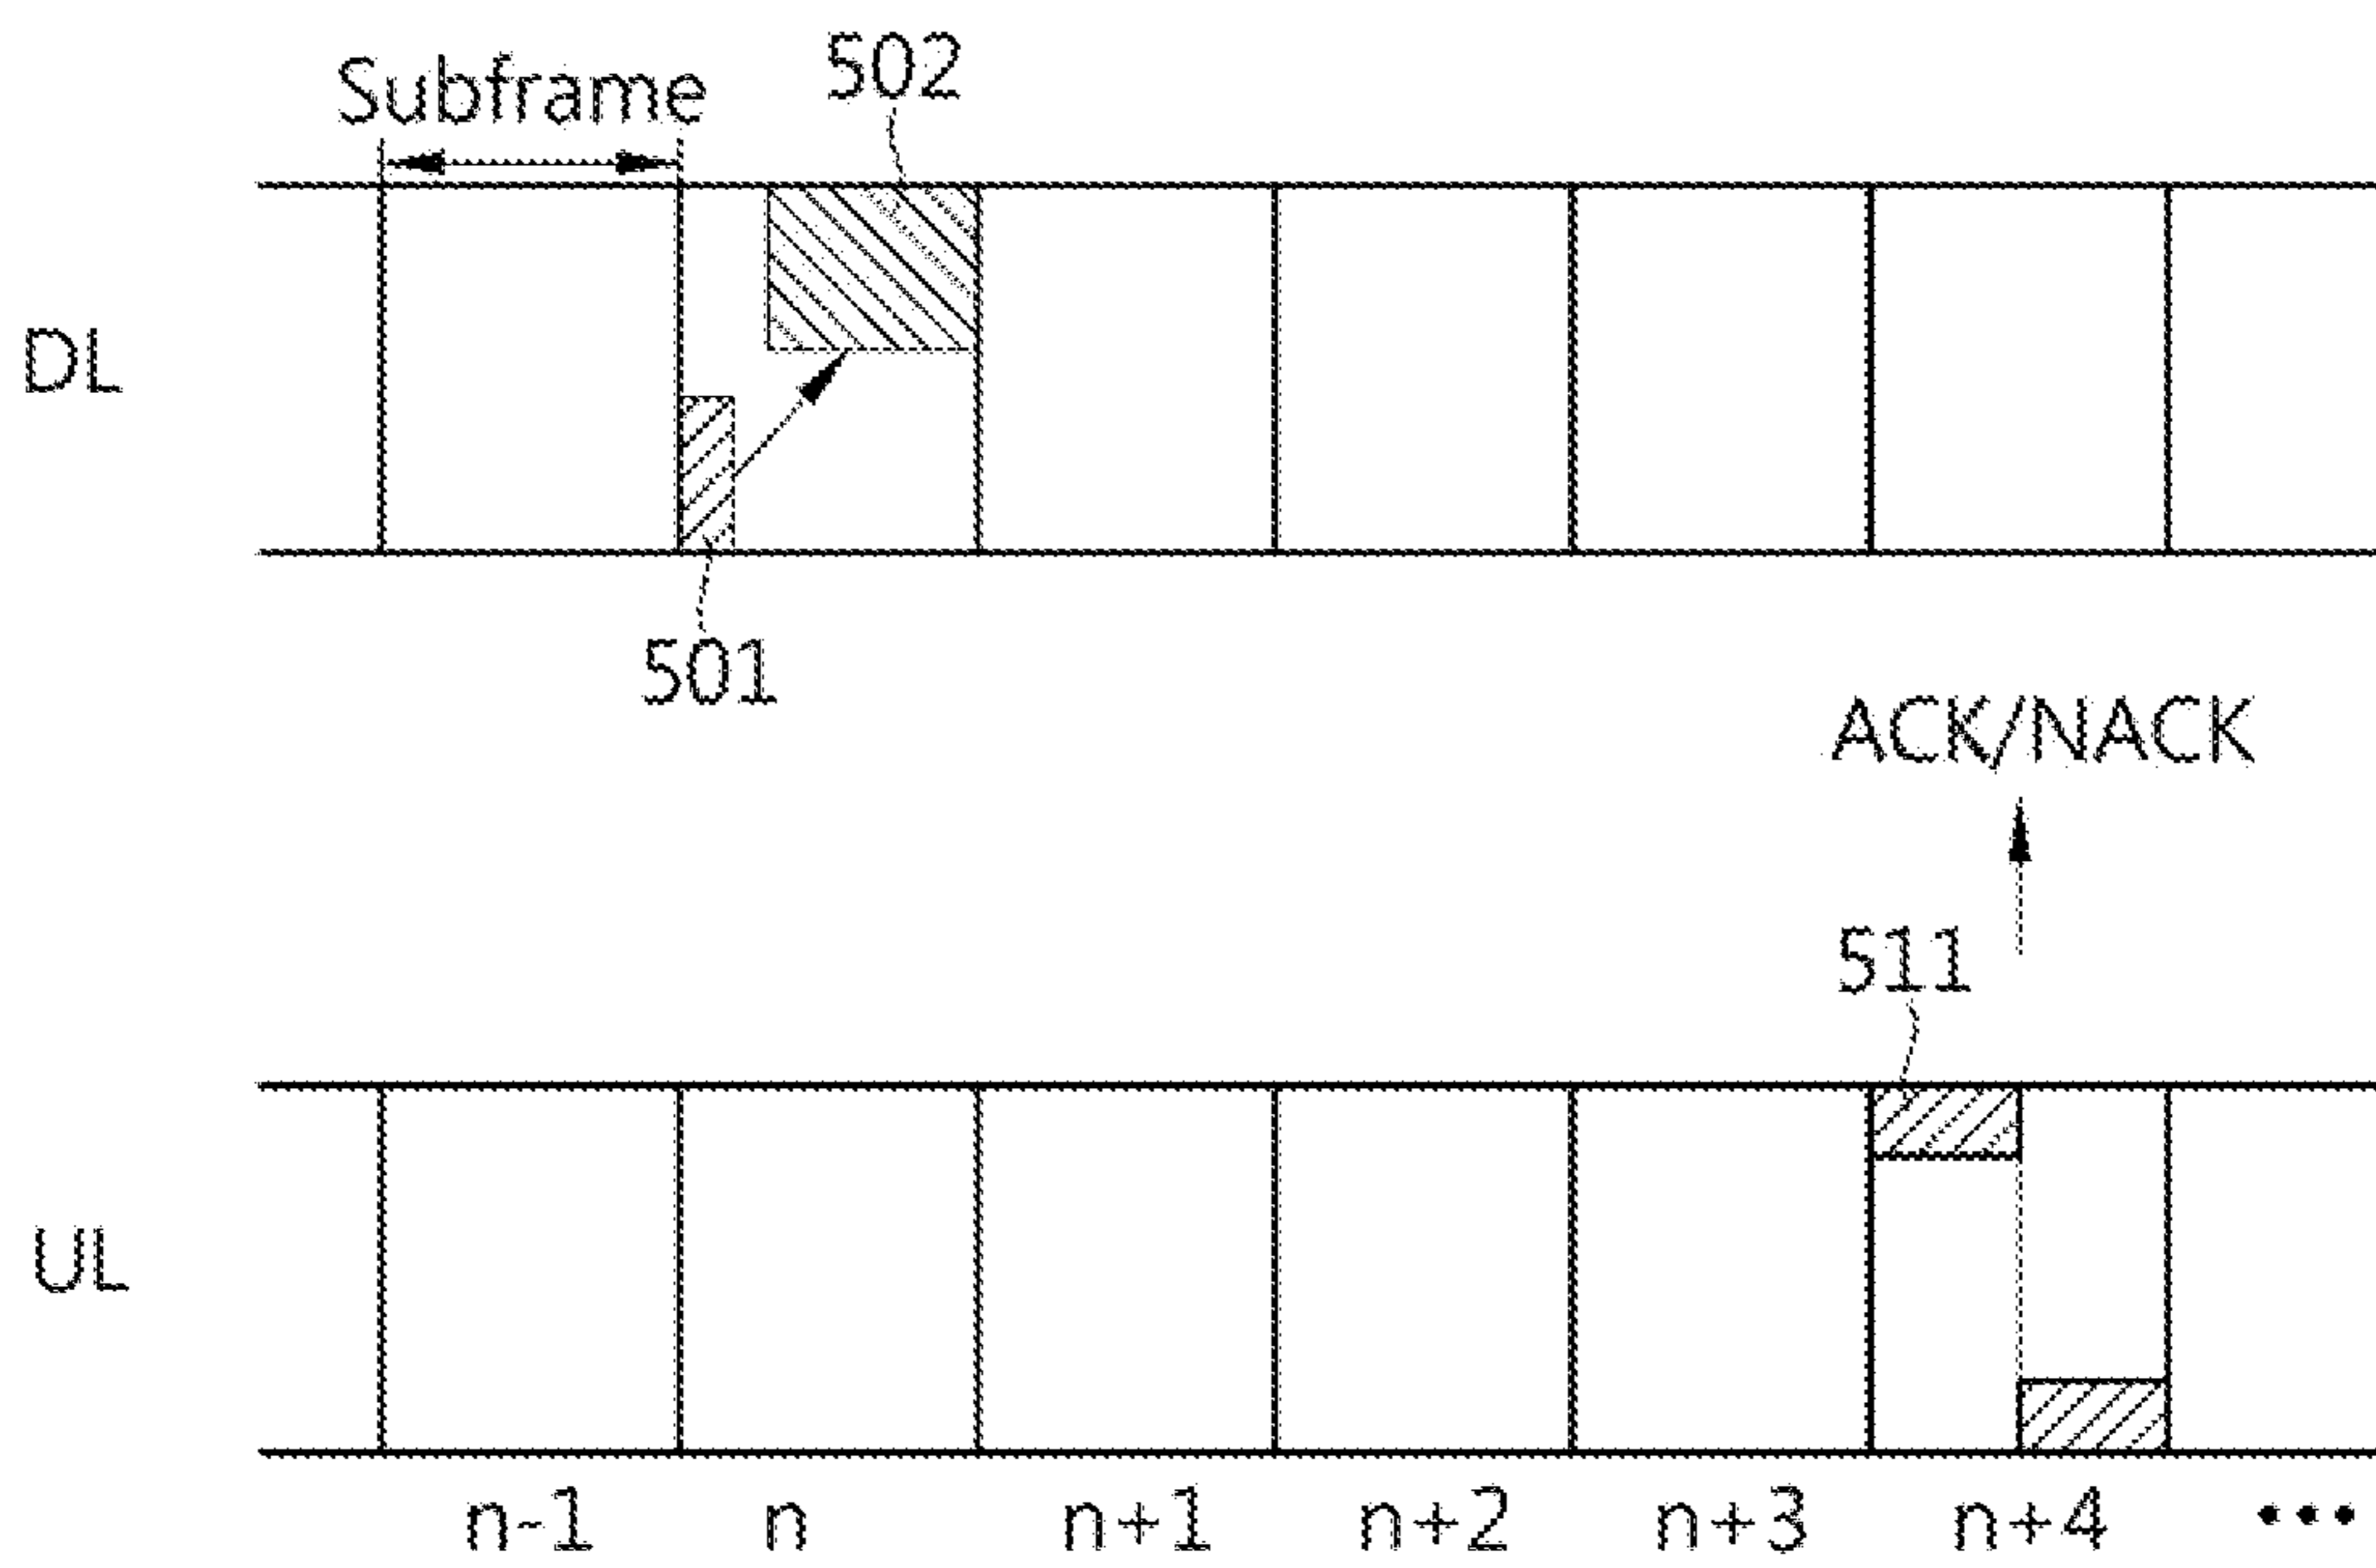 Subframe
502
DL
501
ACK/NACK
511
UL
n-1 n n+1 n+2 n+3 n+4 •••